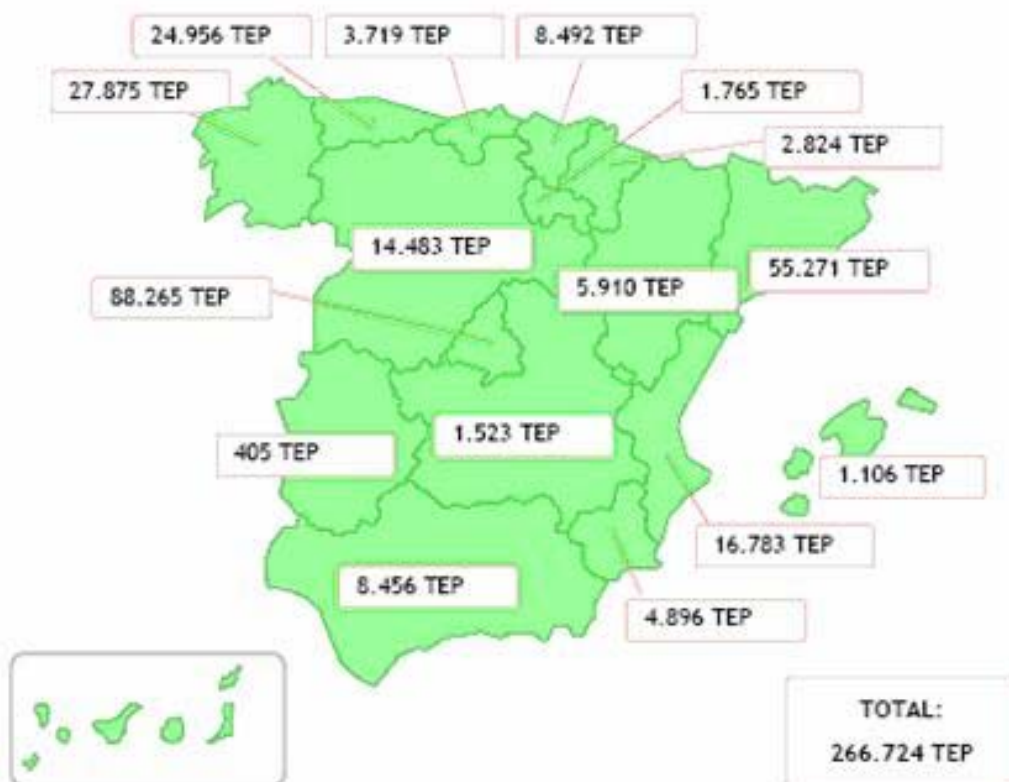 24.956 TEP
3.719 TEP
8.492 TEP
27.875 TEP
1.765 TEP
2.824 TEP
14.483 TEP
55.271 TEP
88.265 TEP
5.910 TEP
1.523 TEP
405 TEP
1.106 TEP
16.783 TEP
8.456 TEP
4.896 TEP
TOTAL:
266.724 TEP